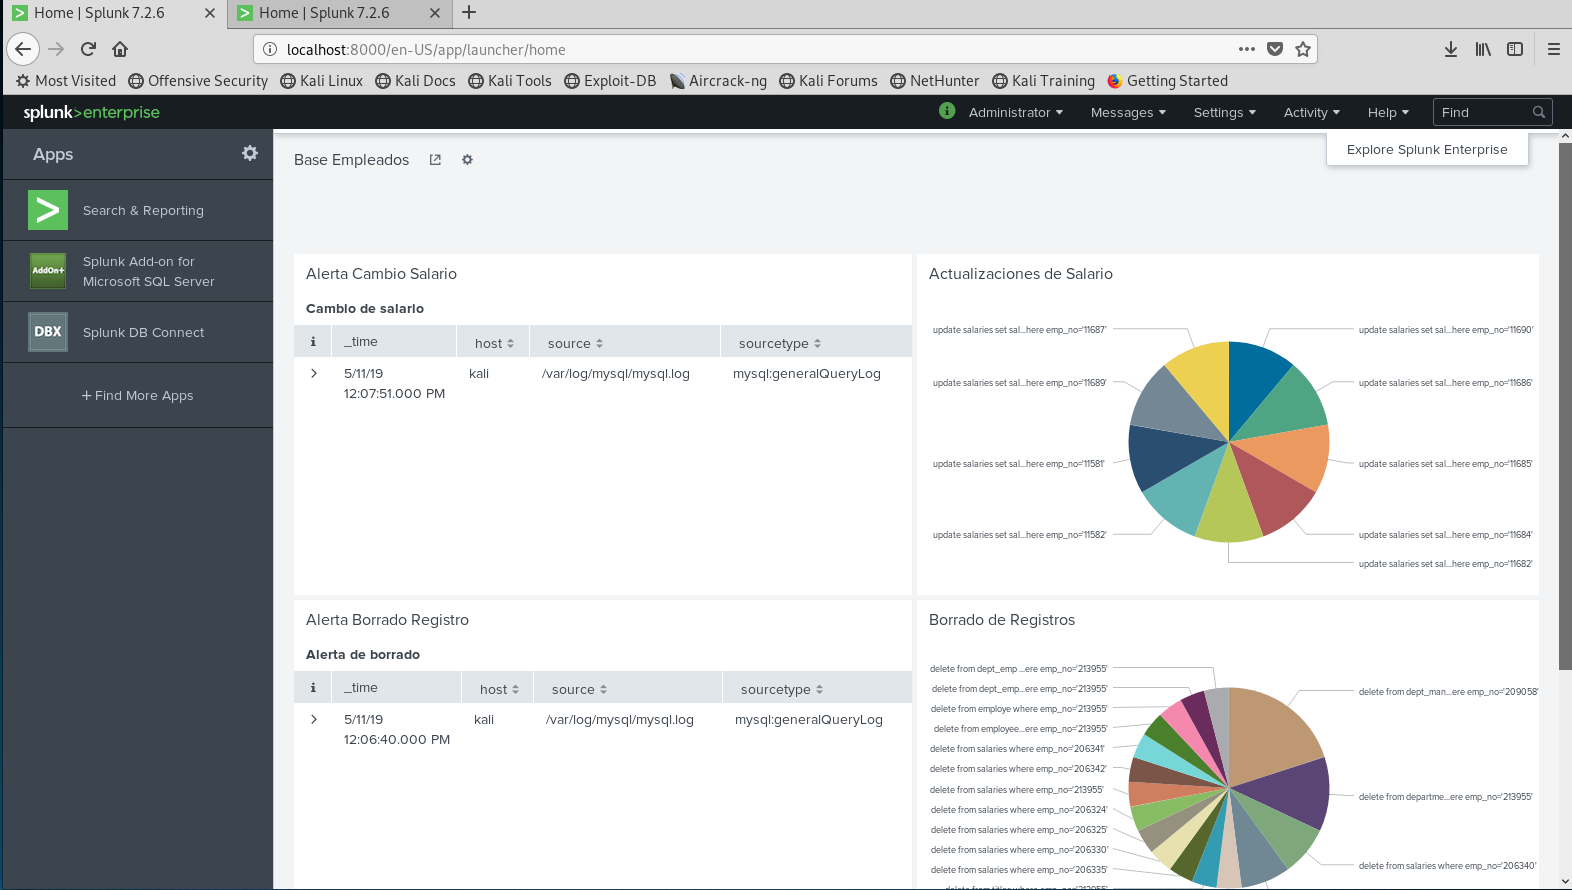 Home | Splunk 7.2.6
Home | Splunk 7.2.6
localhost:8000/en-US/app/launcher/home
Most Visited Offensive Security Kali Linux Kali Docs Kali Tools Exploit-DB Aircrack-ng Kali Forums NetHunter Kali Training Getting Started
splunk>enterprise
Administrator Messages Settings Activity Help Find
Explore Splunk Enterprise
Apps
Search & Reporting
AddOn+
Splunk Add-on for
Microsoft SQL Server
DBX
Splunk DB Connect
+ Find More Apps
Base Empleados
Alerta Cambio Salario
Cambio de salario
i _time host source sourcetype
5/11/19 kali /var/log/mysql/mysql.log mysql:generalQueryLog
12:07:51.000 PM
Actualizaciones de Salario
update salaries set sal...here emp_no='11687'
update salaries set sal...here emp_no='11690'
update salaries set sal...here emp_no='11689'
update salaries set sal...here emp_no='11686'
update salaries set sal...here emp_no='11581'
update salaries set sal...here emp_no='11685'
update salaries set sal...here emp_no='11582'
update salaries set sal...here emp_no='11684'
update salaries set sal...here emp_no='11682'
Alerta Borrado Registro
Alerta de borrado
i _time host source sourcetype
5/11/19 kali /var/log/mysql/mysql.log mysql:generalQueryLog
12:06:40.000 PM
Borrado de Registros
delete from dept_emp ...ere emp_no='213955'
delete from dept_emp...ere emp_no='213955'
delete from employe where emp_no='213955'
delete from employee...ere emp_no='213955'
delete from salaries where emp_no='206341'
delete from salaries where emp_no='206342'
delete from salaries where emp_no='213955'
delete from salaries where emp_no='206324'
delete from salaries where emp_no='206325'
delete from salaries where emp_no='206330'
delete from salaries where emp_no='206335'
delete from titles where emp_no='213955'
delete from dept_man...ere emp_no='209058'
delete from departme...ere emp_no='213955'
delete from salaries where emp_no='206340'